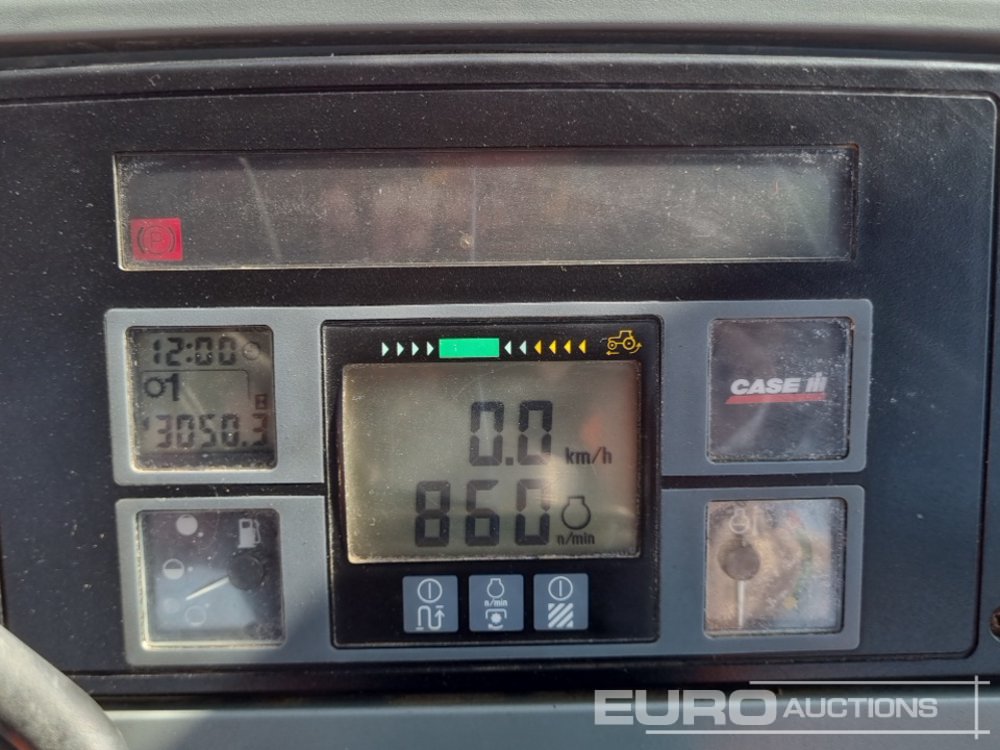 P
12:00
1
3050.3
0.0 km/h
860 n/min
CASE IH
n/min
EURO AUCTIONS